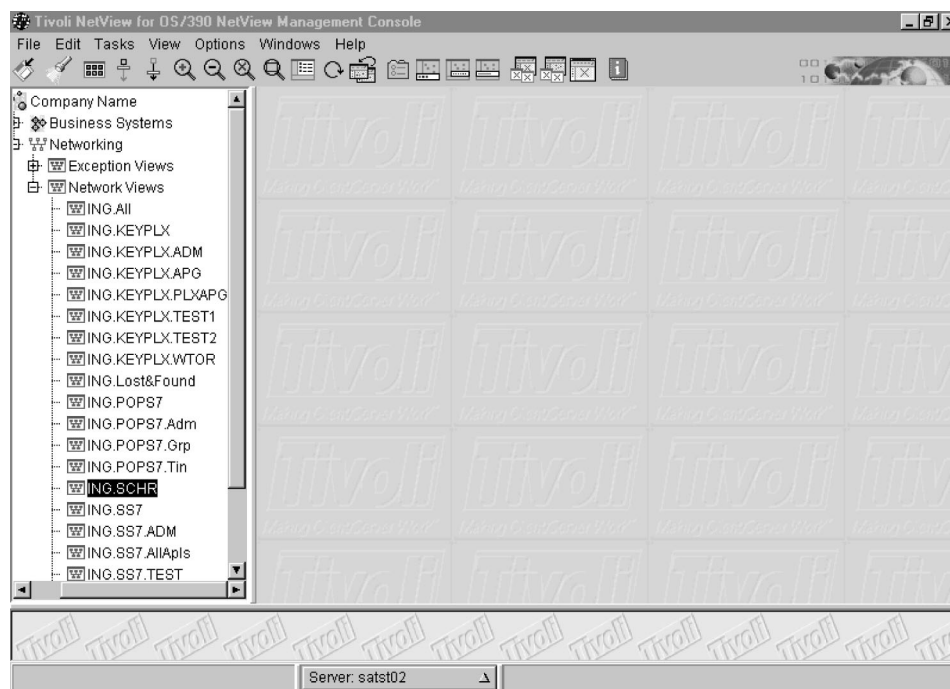 Tivoli NetView for OS/390 NetView Management Console
File Edit Tasks View Options Windows Help
Company Name
Business Systems
Networking
Exception Views
Network Views
ING.All
ING.KEYPLX
ING.KEYPLX.ADM
ING.KEYPLX.APG
ING.KEYPLX.PLXAPG
ING.KEYPLX.TEST1
ING.KEYPLX.TEST2
ING.KEYPLX.WTOR
ING.Lost&Found
ING.POPS7
ING.POPS7.Adm
ING.POPS7.Grp
ING.POPS7.Tin
ING.SCHR
ING.SS7
ING.SS7.ADM
ING.SS7.AllApls
ING.SS7.TEST
Tivoli
Server: satst02